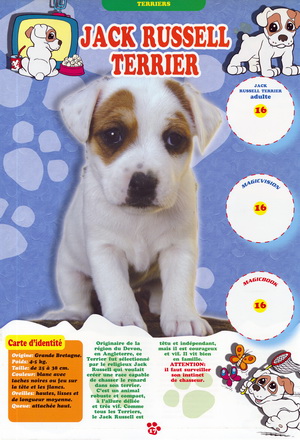 TERRIERS
JACK RUSSELL
TERRIER
JACK
RUSSELL TERRIER
adulte
16
MAGICVISION
16
MAGICBOOK
16
Carte d'identité
Origine: Grande Bretagne.
Poids: 4-5 kg.
Taille: de 25 à 30 cm.
Couleur: blanc avec
taches noires ou feu sur
la tête et les flancs.
Oreilles: hautes, lisses et
de longueur moyenne.
Queue: attachée haut.
Originaire de la
région du Devon,
en Angleterre, ce
Terrier fut sélectionné
par le religieux Jack
Russell qui voulait
créer une race capable
de chasser le renard
dans son terrier.
C'est un animal
robuste et compact,
à l'allure déliée
et très vif. Comme
tous les Terriers,
le Jack Russell est
têtu et indépendant,
mais il est courageux
et vif. Il vit bien
en famille.
ATTENTION:
il faut surveiller
son instinct
de chasseur.
47